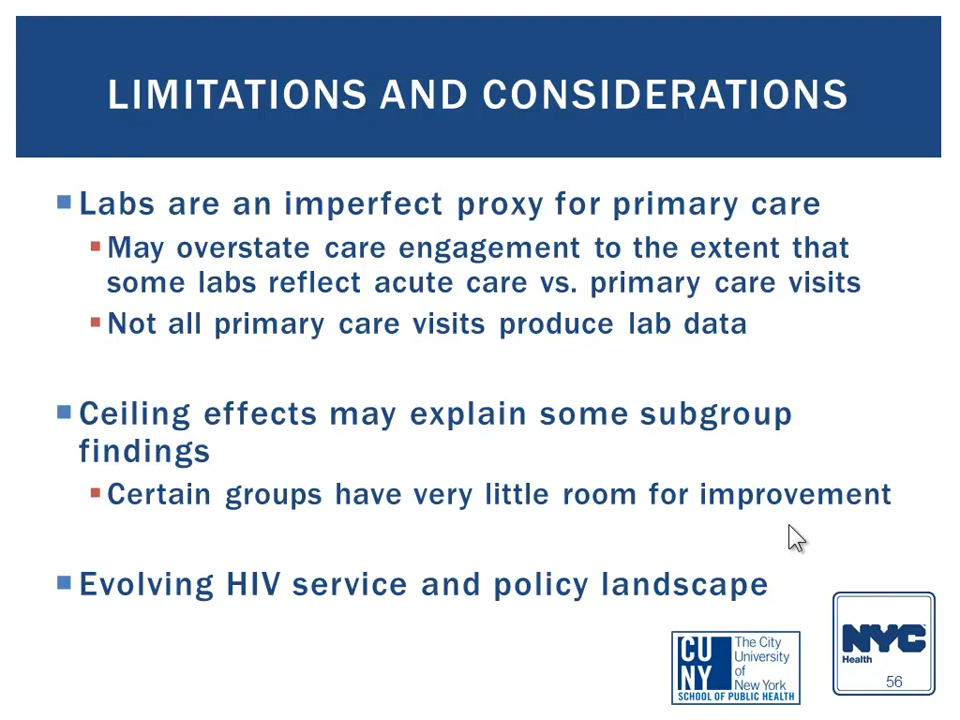 LIMITATIONS AND CONSIDERATIONS
Labs are an imperfect proxy for primary care
May overstate care engagement to the extent that
some labs reflect acute care vs. primary care visits
Not all primary care visits produce lab data
Ceiling effects may explain some subgroup
findings
Certain groups have very little room for improvement
Evolving HIV service and policy landscape
CU
NY
The City
University
of
New York
SCHOOL OF PUBLIC HEALTH
NYC
Health
56